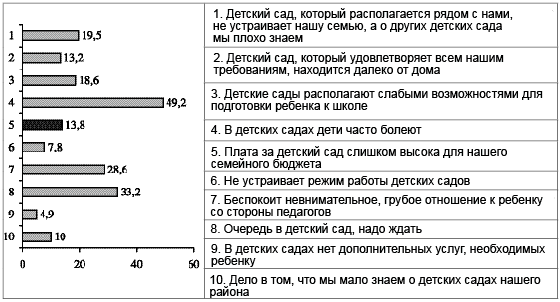 1 19,5
2 13,2
3 18,6
4 49,2
5 13,8
6 7,8
7 28,6
8 33,2
9 4,9
10 10
0 20 40 60
1. Детский сад, который располагается рядом с нами,
не устраивает нашу семью, а о других детских сада
мы плохо знаем
2. Детский сад, который удовлетворяет всем нашим
требованиям, находится далеко от дома
3. Детские сады располагают слабыми возможностями для
подготовки ребенка к школе
4. В детских садах дети часто болеют
5. Плата за детский сад слишком высока для нашего
семейного бюджета
6. Не устраивает режим работы детских садов
7. Беспокоит невнимательное, грубое отношение к ребенку
со стороны педагогов
8. Очередь в детский сад, надо ждать
9. В детских садах нет дополнительных услуг, необходимых
ребенку
10. Дело в том, что мы мало знаем о детских садах нашего
района